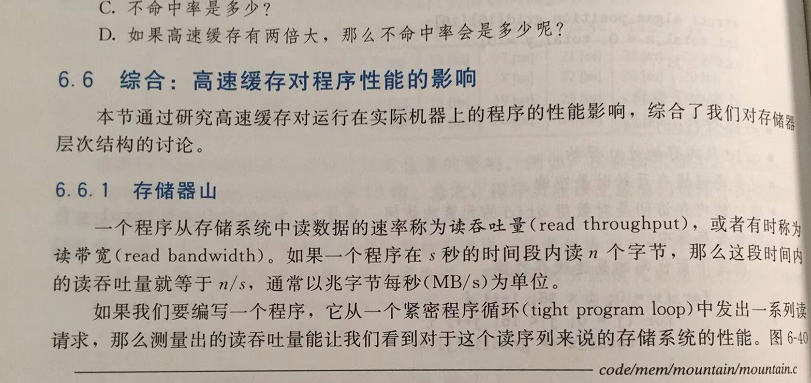 C. 不命中率是多少?
D. 如果高速缓存有两倍大，那么不命中率会是多少呢?
6.6 综合：高速缓存对程序性能的影响
本节通过研究高速缓存对运行在实际机器上的程序的性能影响，综合了我们对存储器
层次结构的讨论。
6.6.1 存储器山
一个程序从存储系统中读数据的速率称为读吞吐量(read throughput)，或者有时称为
读带宽(read bandwidth)。如果一个程序在 s 秒的时间段内读 n 个字节，那么这段时间内
的读吞吐量就等于 n/s，通常以兆字节每秒(MB/s)为单位。
如果我们要编写一个程序，它从一个紧密程序循环(tight program loop)中发出一系列读
请求，那么测量出的读吞吐量能让我们看到对于这个读序列来说的存储系统的性能。图 6-40
code/mem/mountain/mountain.c